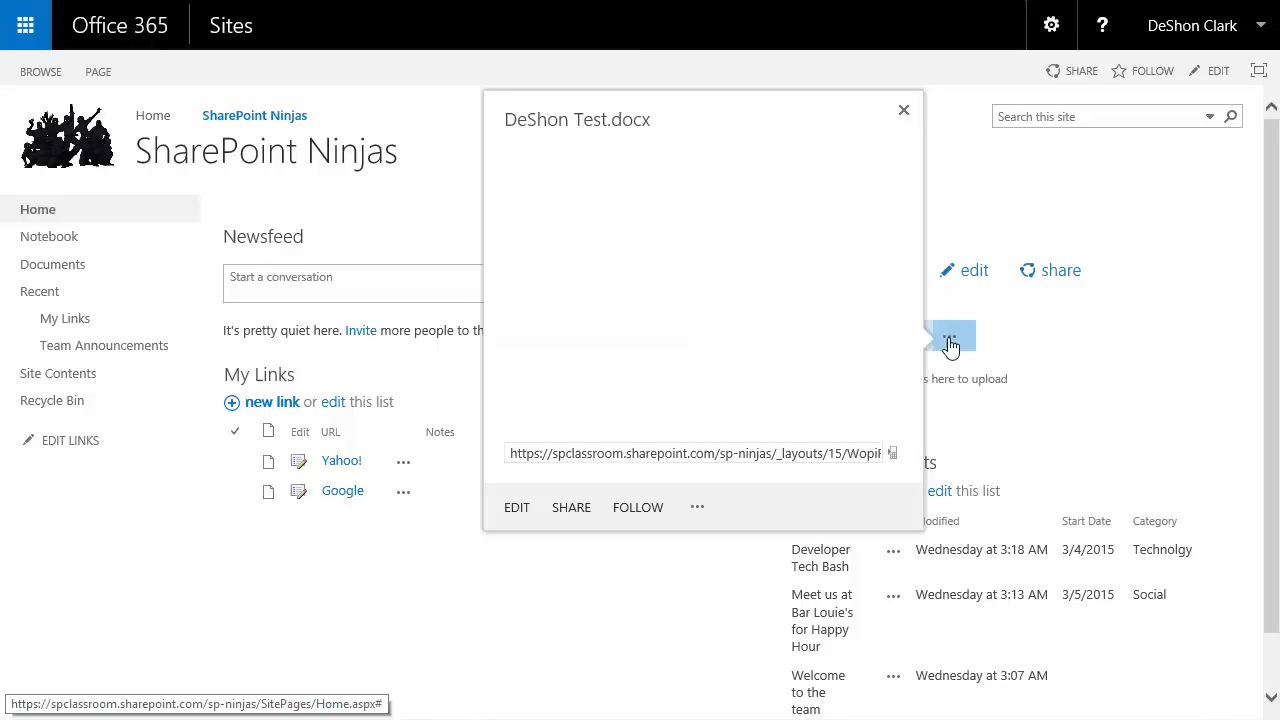 Office 365
Sites
DeShon Clark
BROWSE
PAGE
SHARE
FOLLOW
EDIT
Home
SharePoint Ninjas
SharePoint Ninjas
Search this site
DeShon Test.docx
Home
Notebook
Documents
Recent
My Links
Team Announcements
Site Contents
Recycle Bin
EDIT LINKS
Newsfeed
Start a conversation
It's pretty quiet here. Invite more people to th
My Links
new link or edit this list
Edit URL Notes
Yahoo!
Google
https://spclassroom.sharepoint.com/sp-ninjas/_layouts/15/Wopi
EDIT SHARE FOLLOW
edit share
s here to upload
ts
edit this list
odified Start Date Category
Developer Tech Bash Wednesday at 3:18 AM 3/4/2015 Technolgy
Meet us at Bar Louie's for Happy Hour Wednesday at 3:13 AM 3/5/2015 Social
Welcome to the team Wednesday at 3:07 AM
https://spclassroom.sharepoint.com/sp-ninjas/SitePages/Home.aspx#